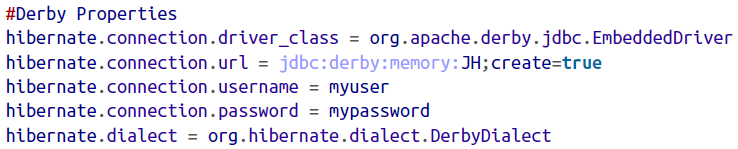 #Derby Properties
hibernate.connection.driver_class = org.apache.derby.jdbc.EmbeddedDriver
hibernate.connection.url = jdbc:derby:memory:JH;create=true
hibernate.connection.username = myuser
hibernate.connection.password = mypassword
hibernate.dialect = org.hibernate.dialect.DerbyDialect